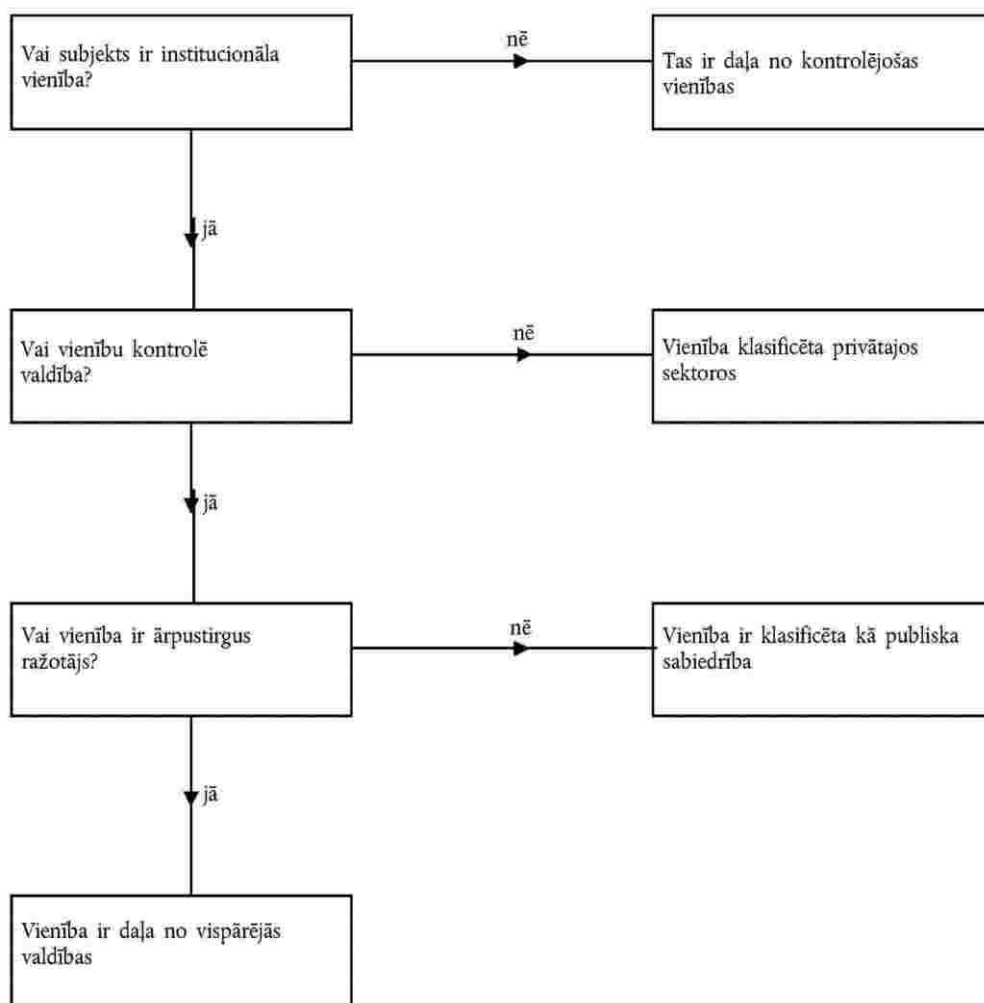 Vai subjekts ir institucionāla
vienība?
nē
Tas ir daļa no kontrolējošas
vienības
jā
Vai vienību kontrolē
valdība?
nē
Vienība klasificēta privātajos
sektoros
jā
Vai vienība ir ārpustirgus
ražotājs?
nē
Vienība ir klasificēta kā publiska
sabiedrība
jā
Vienība ir daļa no vispārējās
valdības